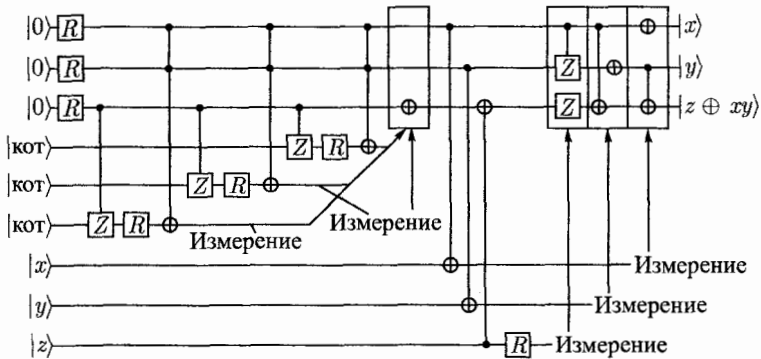 |0⟩ R |x⟩
|0⟩ R Z |y⟩
|0⟩ R Z |z ⊕ xy⟩
|кот⟩ Z R
|кот⟩ Z R
|кот⟩ Z R Измерение Измерение
|x⟩ Измерение
|y⟩ Измерение
|z⟩ R Измерение